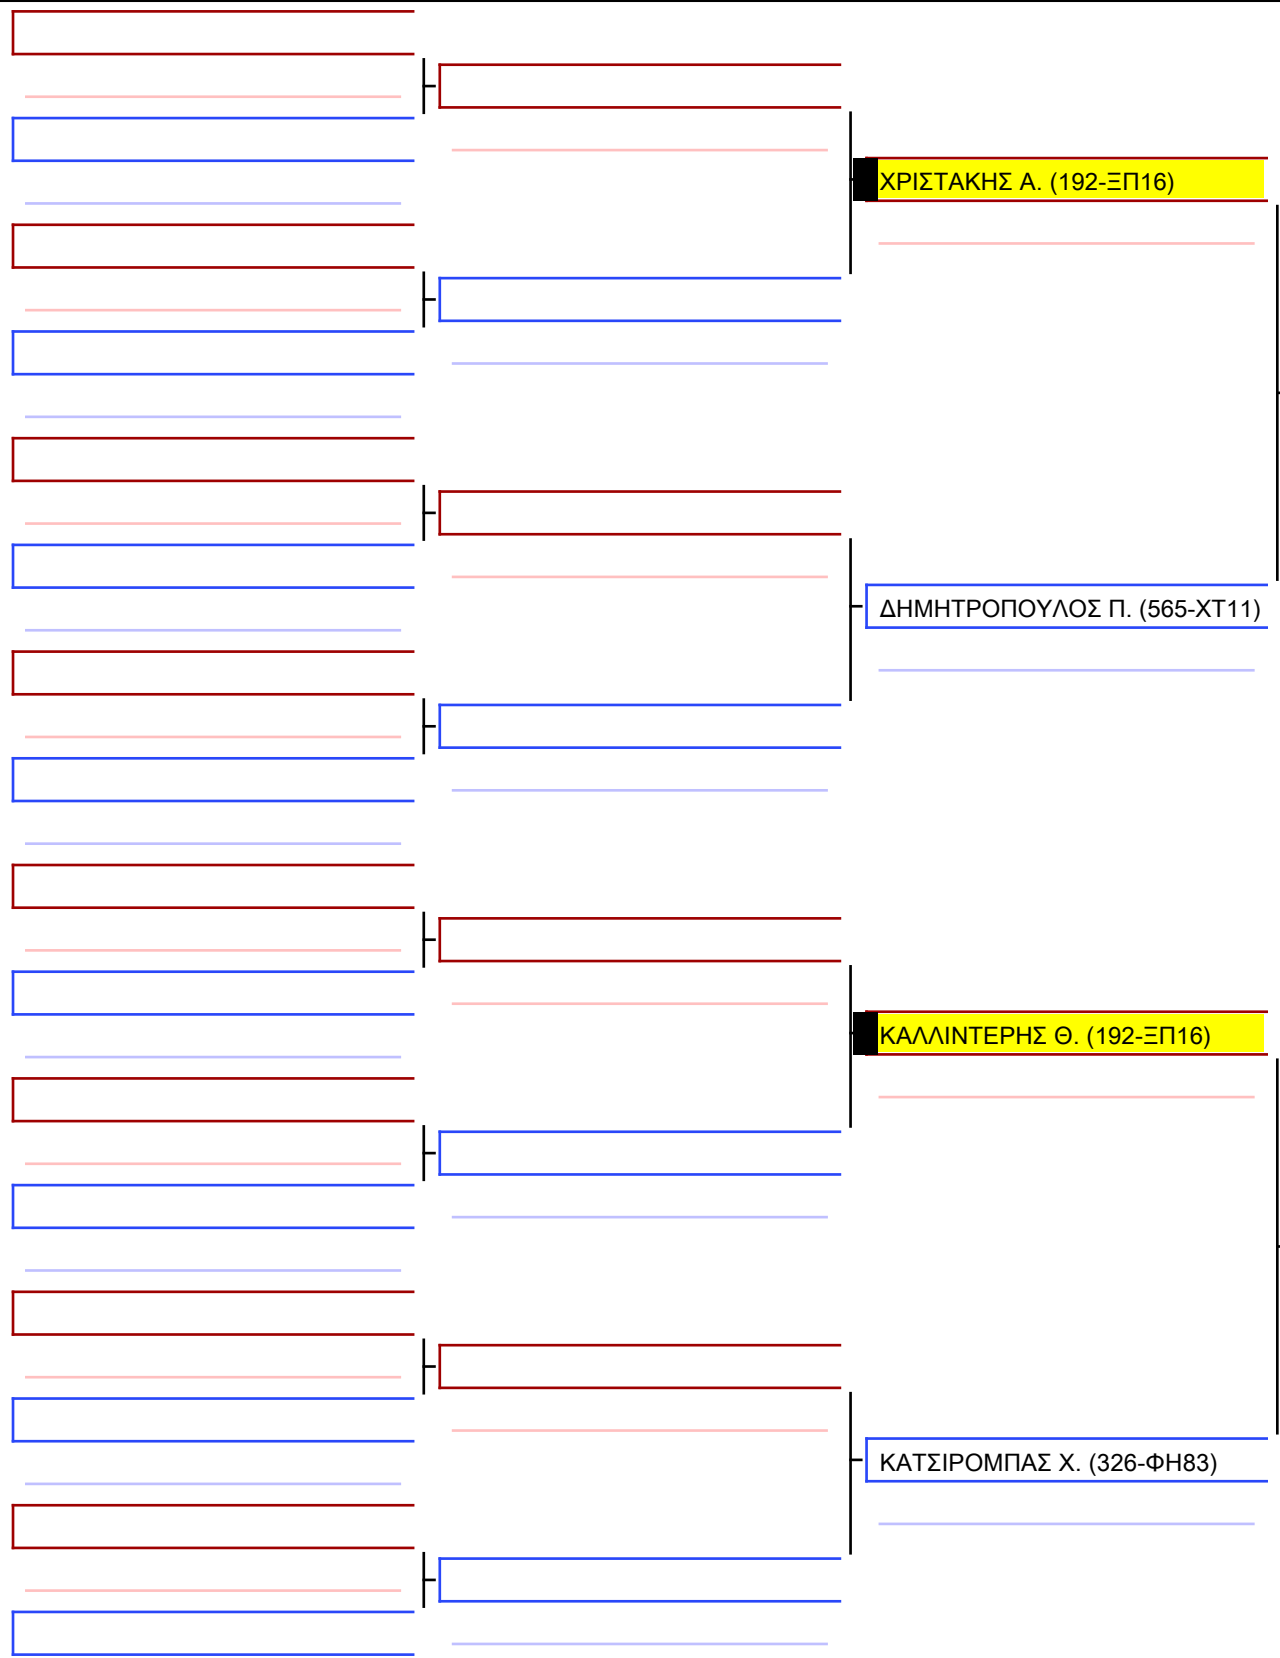 ΧΡΙΣΤΑΚΗΣ Α. (192-ΞΠ16)
ΔΗΜΗΤΡΟΠΟΥΛΟΣ Π. (565-ΧΤ11)
ΚΑΛΛΙΝΤΕΡΗΣ Θ. (192-ΞΠ16)
ΚΑΤΣΙΡΟΜΠΑΣ Χ. (326-ΦΗ83)